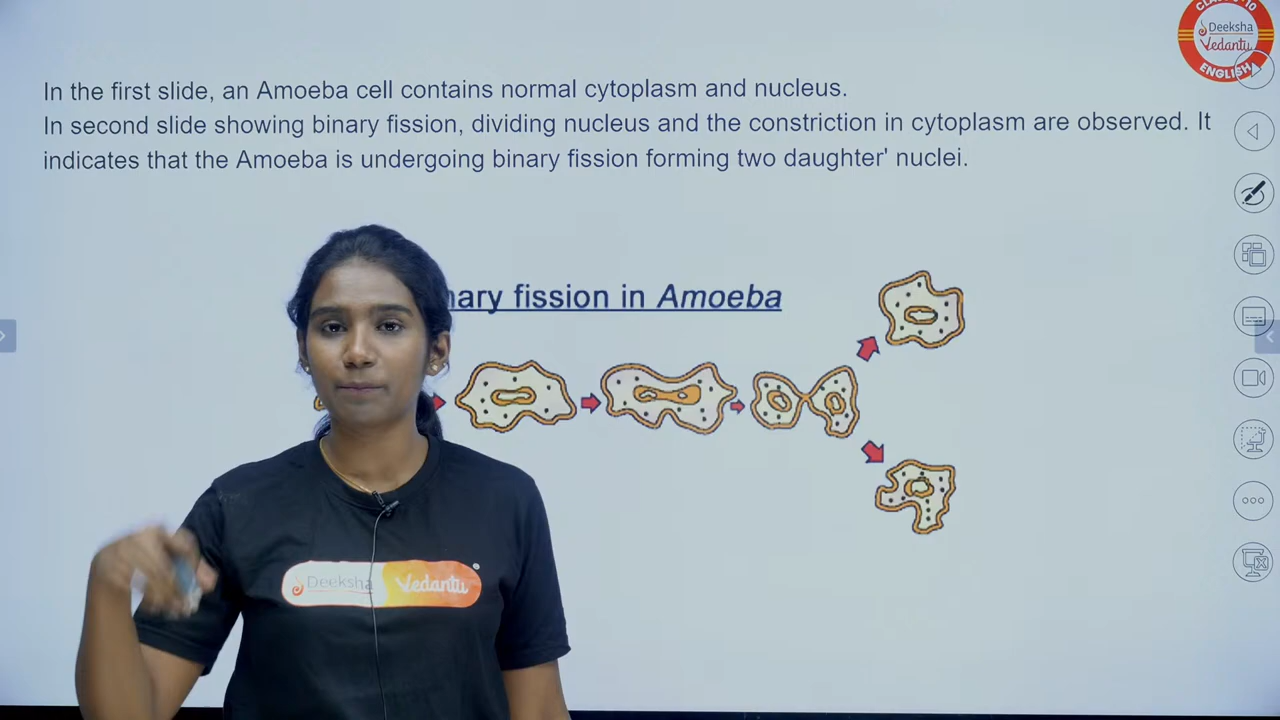 CLASS 10
Deeksha
Vedantu
ENGLISH
In the first slide, an Amoeba cell contains normal cytoplasm and nucleus.
In second slide showing binary fission, dividing nucleus and the constriction in cytoplasm are observed. It
indicates that the Amoeba is undergoing binary fission forming two daughter' nuclei.
fission in Amoeba
Deeksha Vedantu